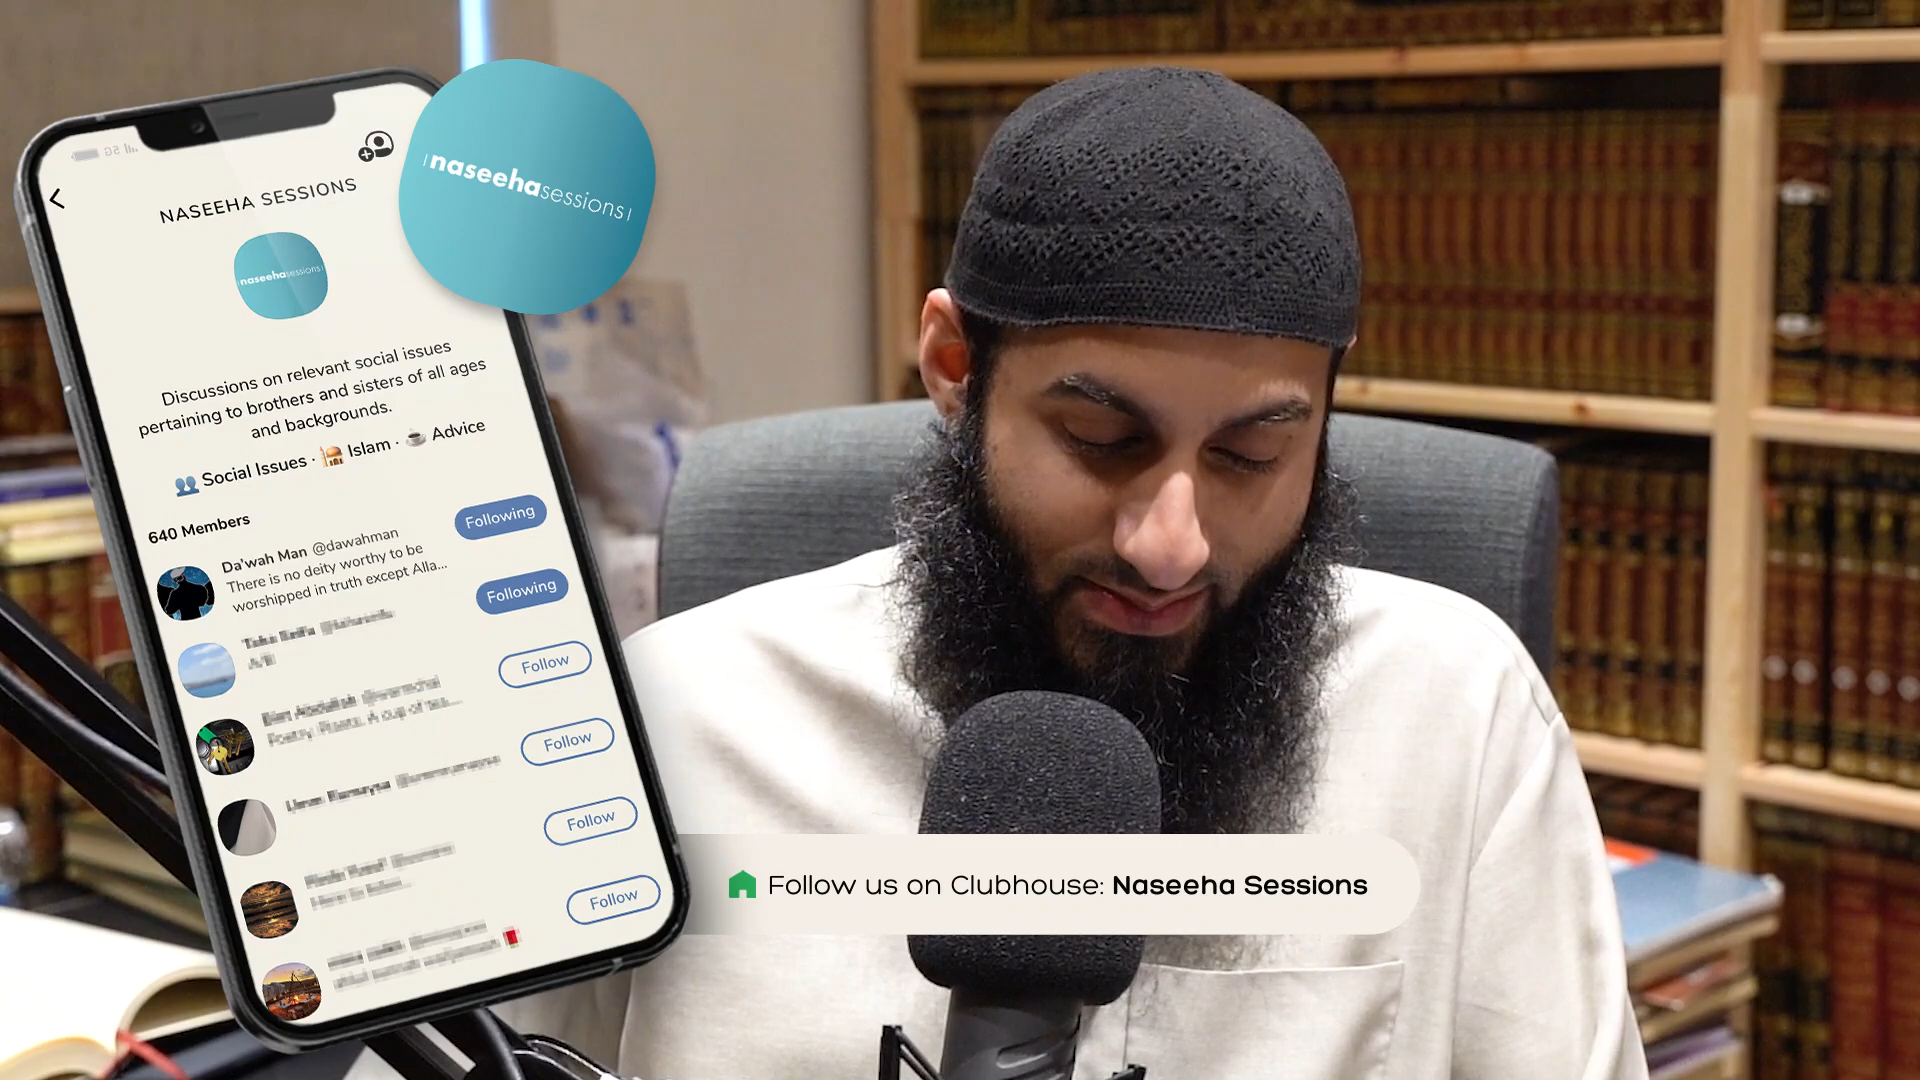 5G
NASEEHA SESSIONS
naseehasessions
naseehasessions
Discussions on relevant social issues
pertaining to brothers and sisters of all ages
and backgrounds.
👥 Social Issues · 🕌 Islam · ☕ Advice
640 Members
Da'wah Man @dawahman
There is no deity worthy to be
worshipped in truth except Alla...
Following
Following
Follow
Follow
Follow
Follow
Follow us on Clubhouse: Naseeha Sessions